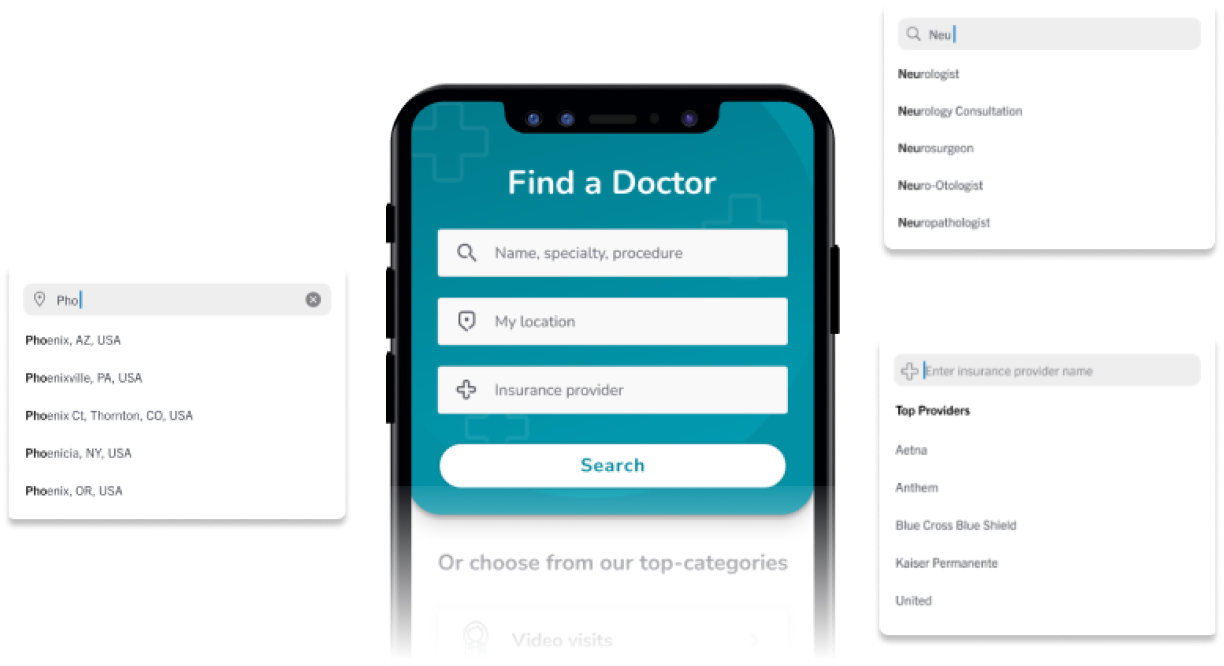 Find a Doctor
Name, specialty, procedure
My location
Insurance provider
Search
Or choose from our top-categories
Video visits
Pho
Phoenix, AZ, USA
Phoenixville, PA, USA
Phoenix Ct, Thornton, CO, USA
Phoenicia, NY, USA
Phoenix, OR, USA
Neu
Neurologist
Neurology Consultation
Neurosurgeon
Neuro-Otologist
Neuropathologist
Enter insurance provider name
Top Providers
Aetna
Anthem
Blue Cross Blue Shield
Kaiser Permanente
United